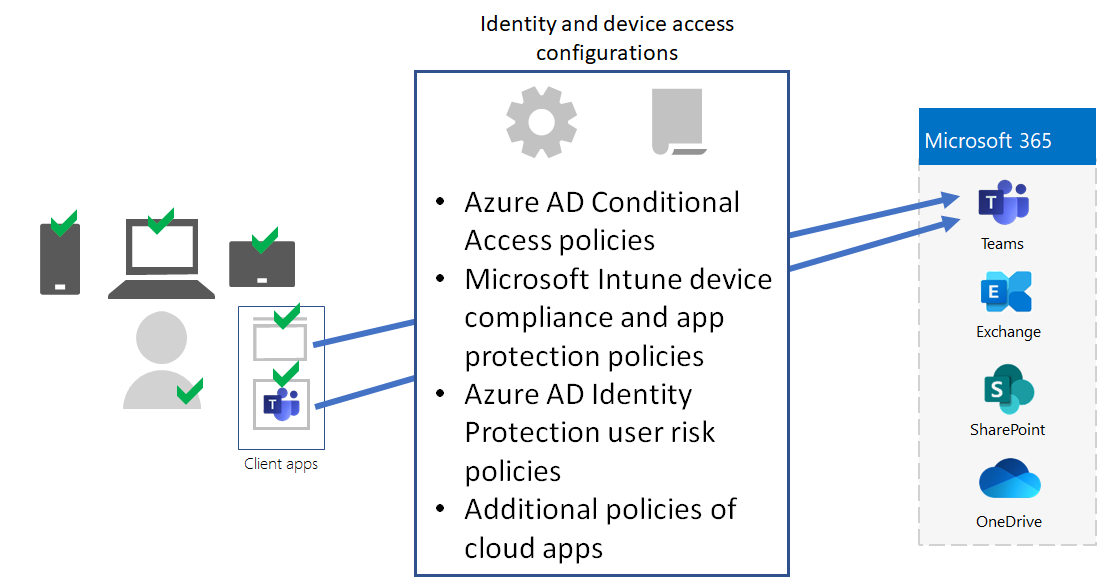 Identity and device access
configurations
• Azure AD Conditional
Access policies
• Microsoft Intune device
compliance and app
protection policies
• Azure AD Identity
Protection user risk
policies
• Additional policies of
cloud apps
T
Client apps
Microsoft 365
T
Teams
E
Exchange
S
SharePoint
OneDrive